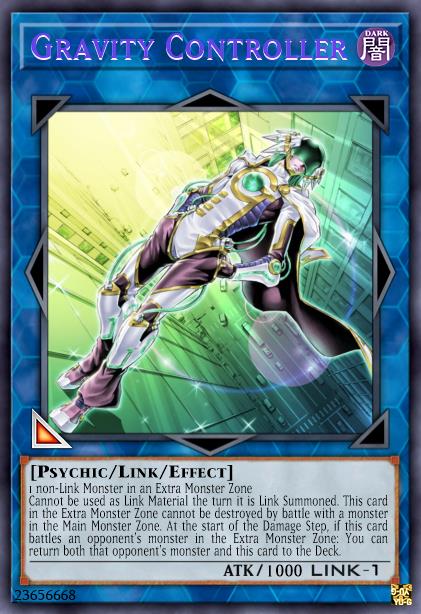 GRAVITY CONTROLLER
DARK
闇
[PSYCHIC/LINK/EFFECT]
1 non-Link Monster in an Extra Monster Zone
Cannot be used as Link Material the turn it is Link Summoned. This card
in the Extra Monster Zone cannot be destroyed by battle with a monster
in the Main Monster Zone. At the start of the Damage Step, if this card
battles an opponent's monster in the Extra Monster Zone: You can
return both that opponent's monster and this card to the Deck.
ATK/1000 LINK-1
23656668